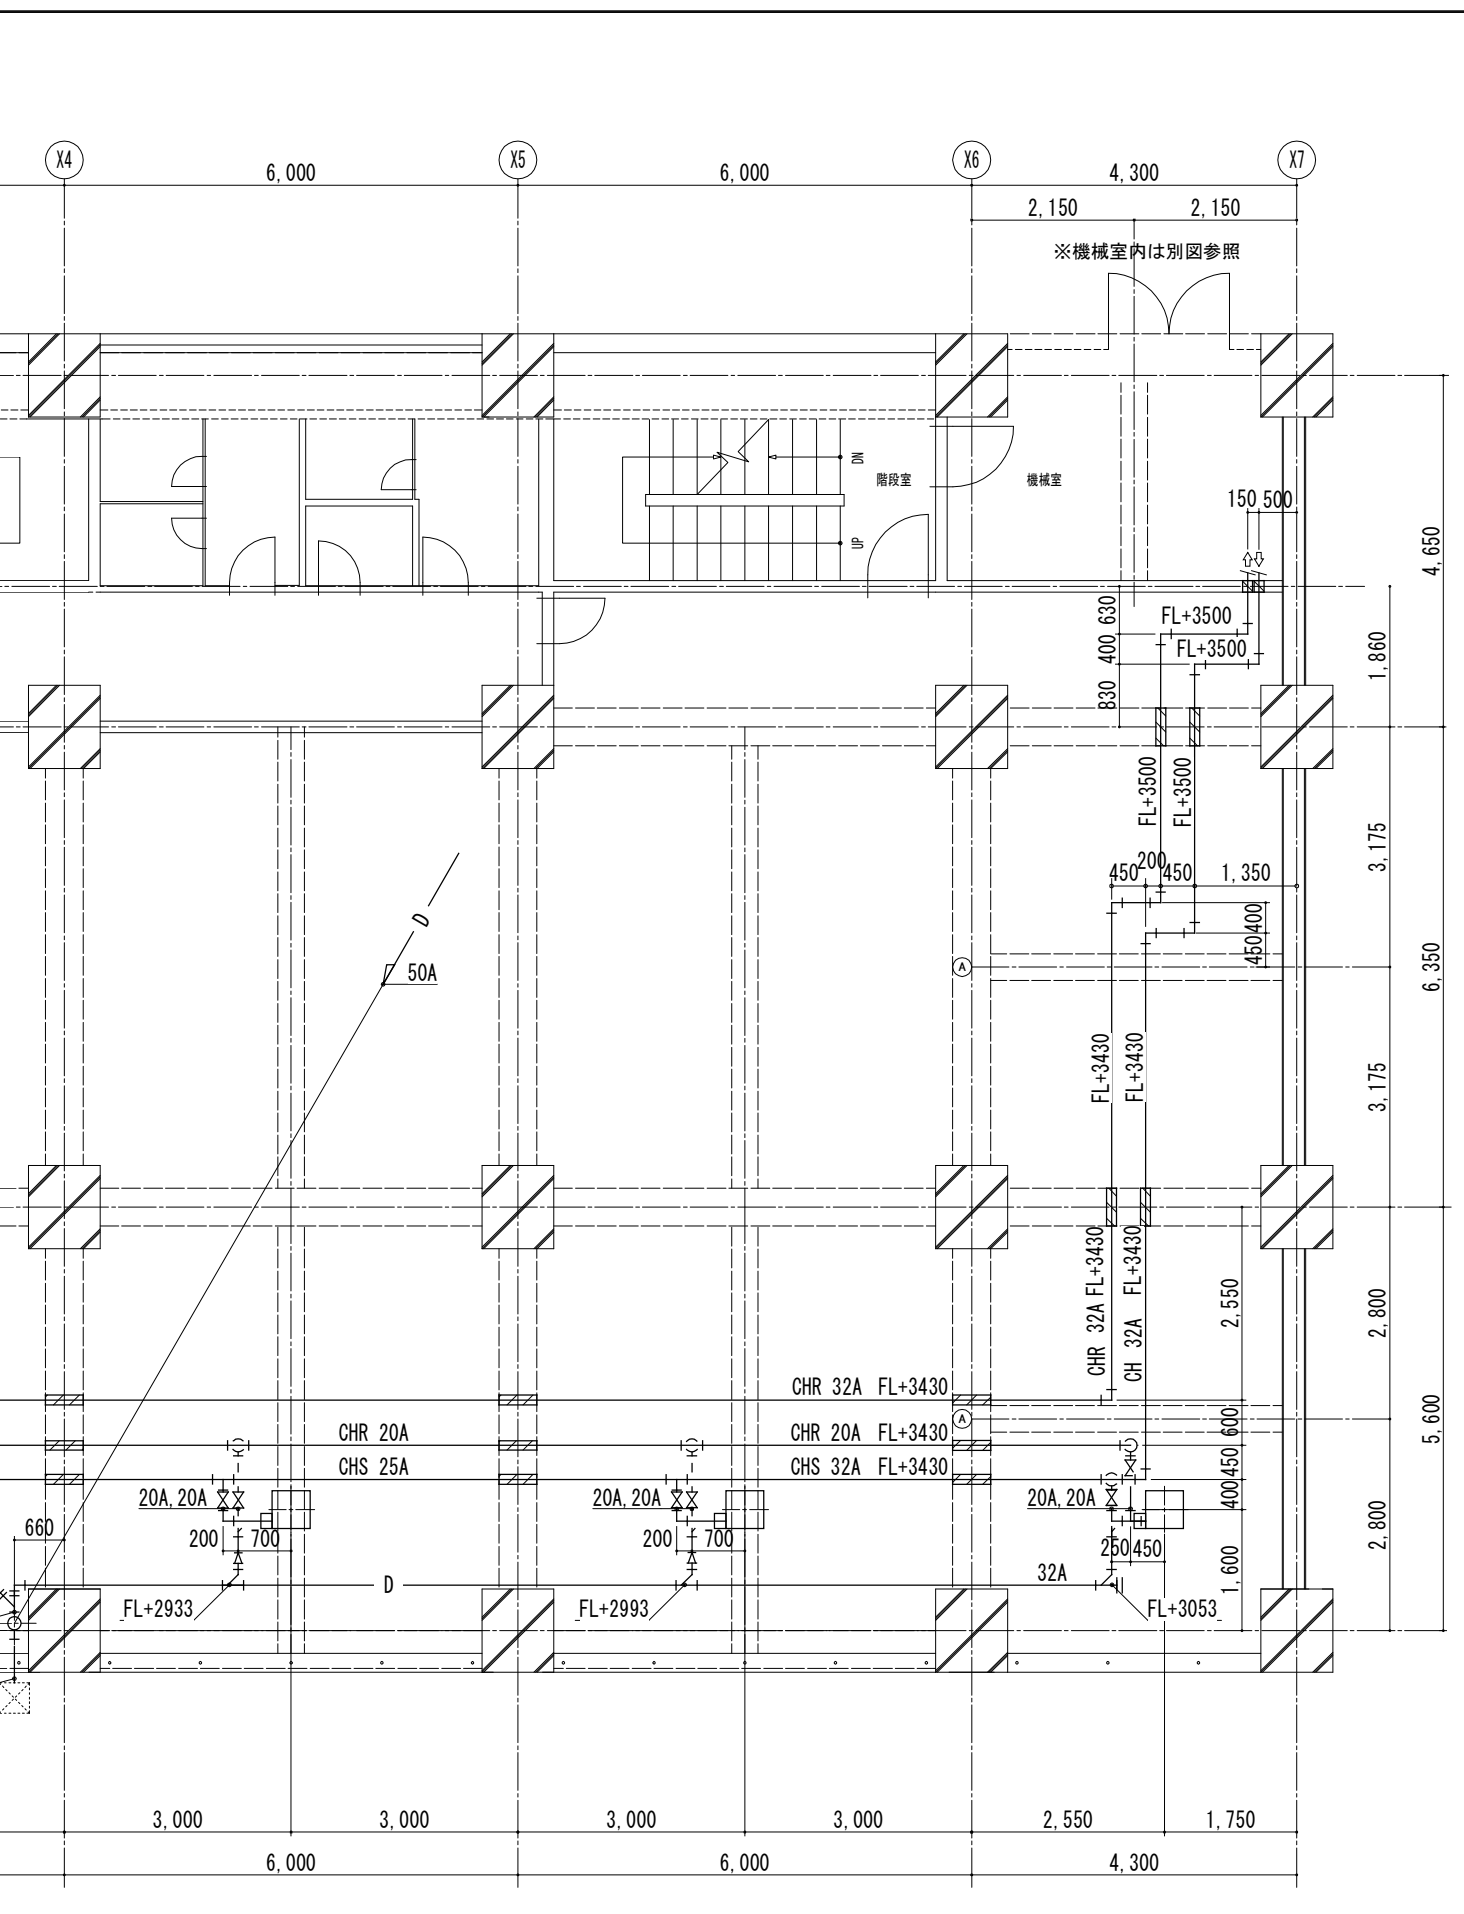 X4
X5
X6
X7
6,000
6,000
4,300
2,150
2,150
※機械室内は別図参照
DN
階段室
機械室
UP
150
500
4,650
630
FL+3500
400
FL+3500
1,860
830
FL+3500
FL+3500
3,175
200
450
450
1,350
400
450
D
50A
A
6,350
FL+3430
FL+3430
3,175
CHR 32A FL+3430
CH 32A FL+3430
2,550
2,800
CHR 32A FL+3430
A
600
5,600
CHR 20A
CHR 20A FL+3430
CHS 25A
CHS 32A FL+3430
450
20A,20A
20A,20A
20A,20A
400
660
200
700
200
700
250
450
2,800
D
32A
1,600
FL+2933
FL+2993
FL+3053
3,000
3,000
3,000
3,000
2,550
1,750
6,000
6,000
4,300